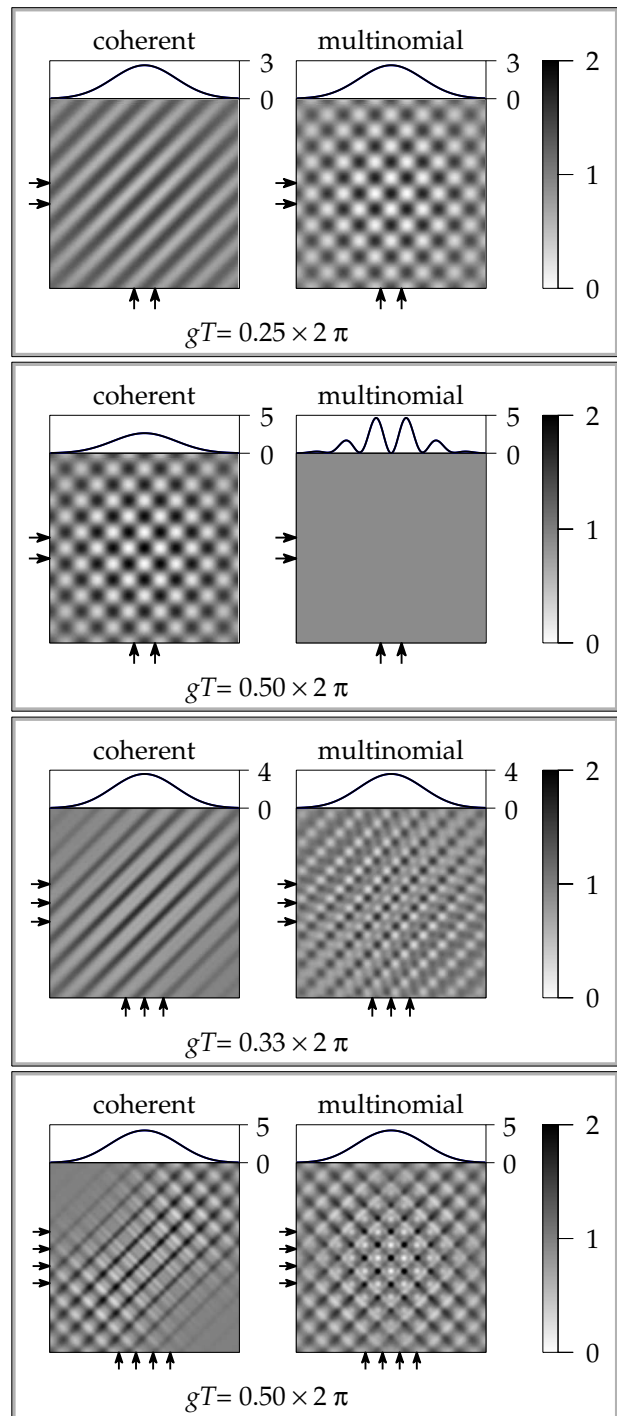 coherent multinomial
3 3 2
0 0
1
0
gT= 0.25 × 2 π
coherent multinomial
5 5 2
0 0
1
0
gT= 0.50 × 2 π
coherent multinomial
4 4 2
0 0
1
0
gT= 0.33 × 2 π
coherent multinomial
5 5 2
0 0
1
0
gT= 0.50 × 2 π